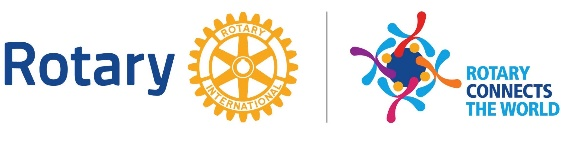 Rotary
ROTARY
INTERNATIONAL
ROTARY
CONNECTS
THE WORLD